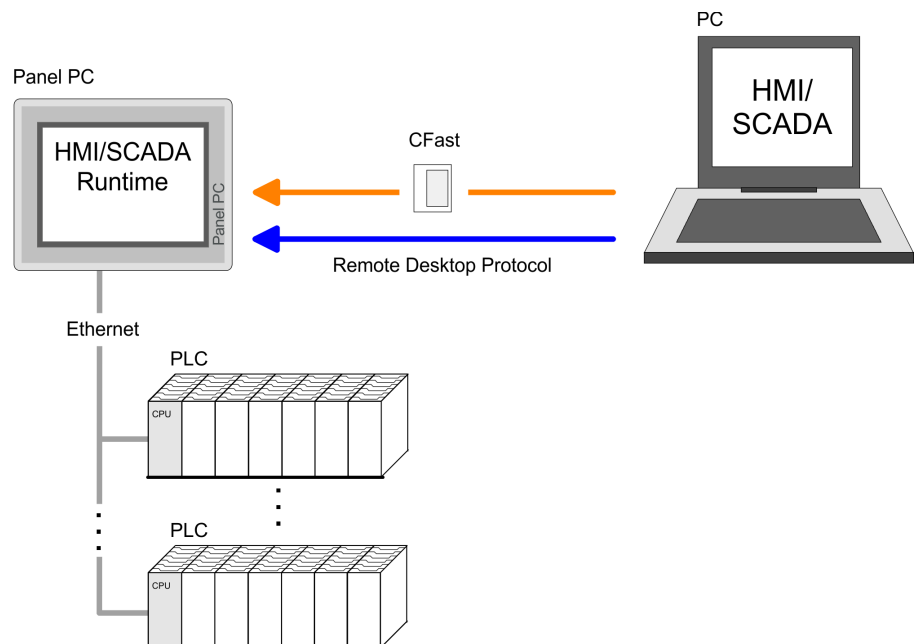 PC
Panel PC
HMI/
SCADA
HMI/SCADA
Runtime
Panel PC
CFast
Remote Desktop Protocol
Ethernet
PLC
CPU
PLC
CPU